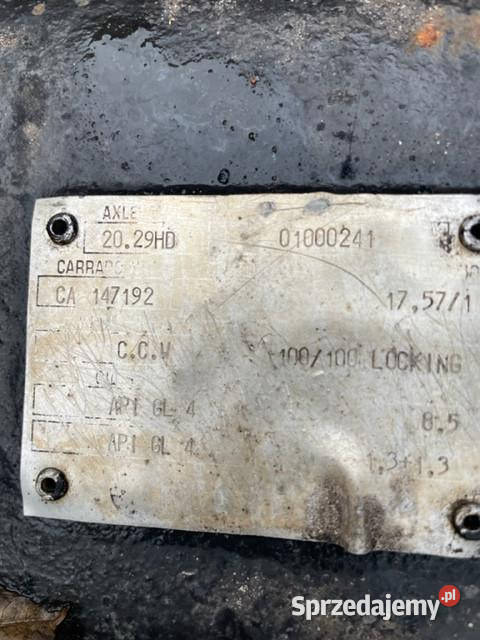 AXLE
20.29HD 01000241
CARRARO
CA 147192 17,57/1
C.C.W 100/100 LOCKING
API GL 4 8.5
API GL 4 1.3+1.3
Sprzedajemy.pl